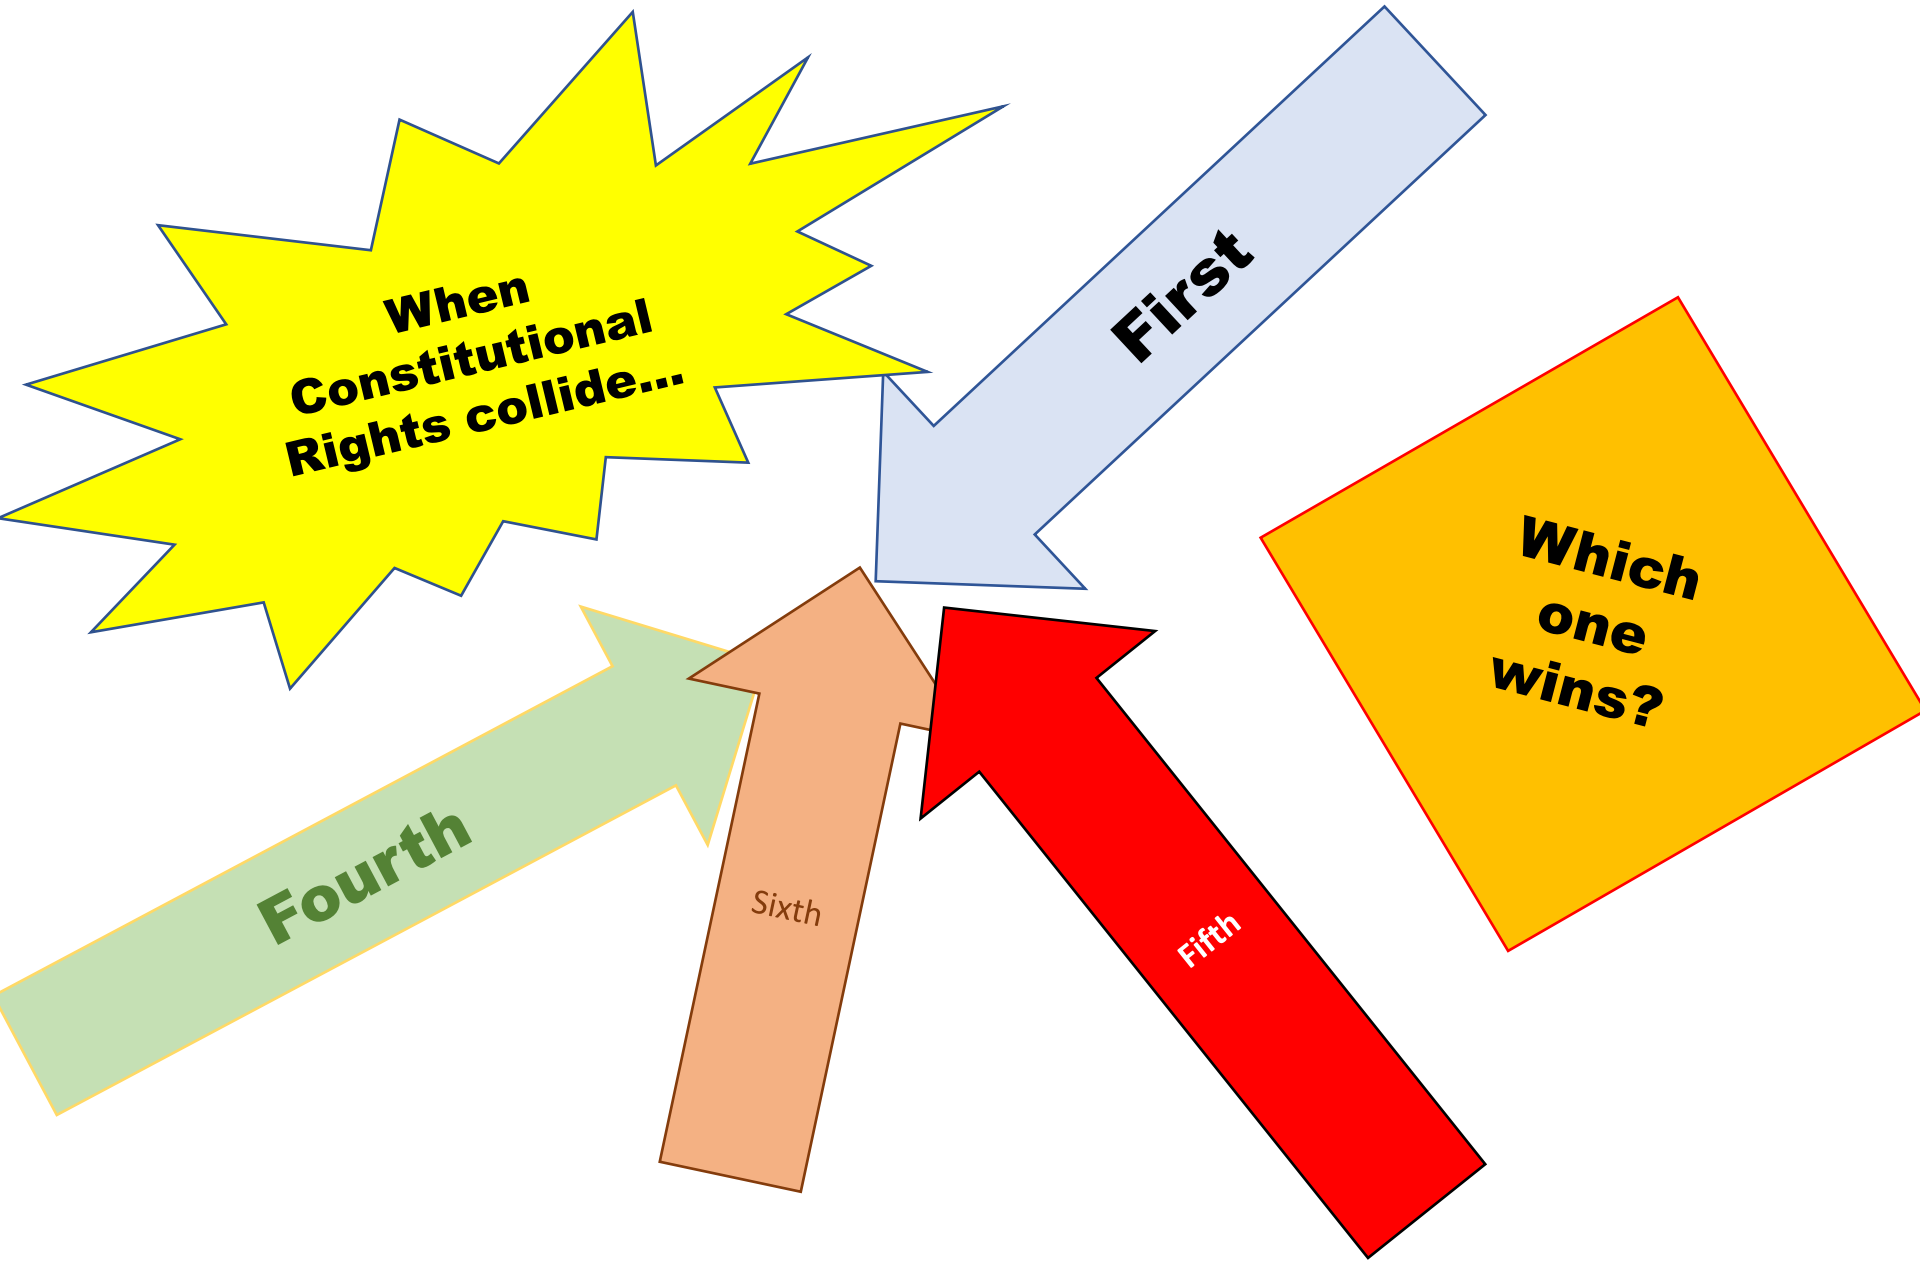 When
Constitutional
Rights collide...
First
Which
one
wins?
Fourth
Sixth
Fifth